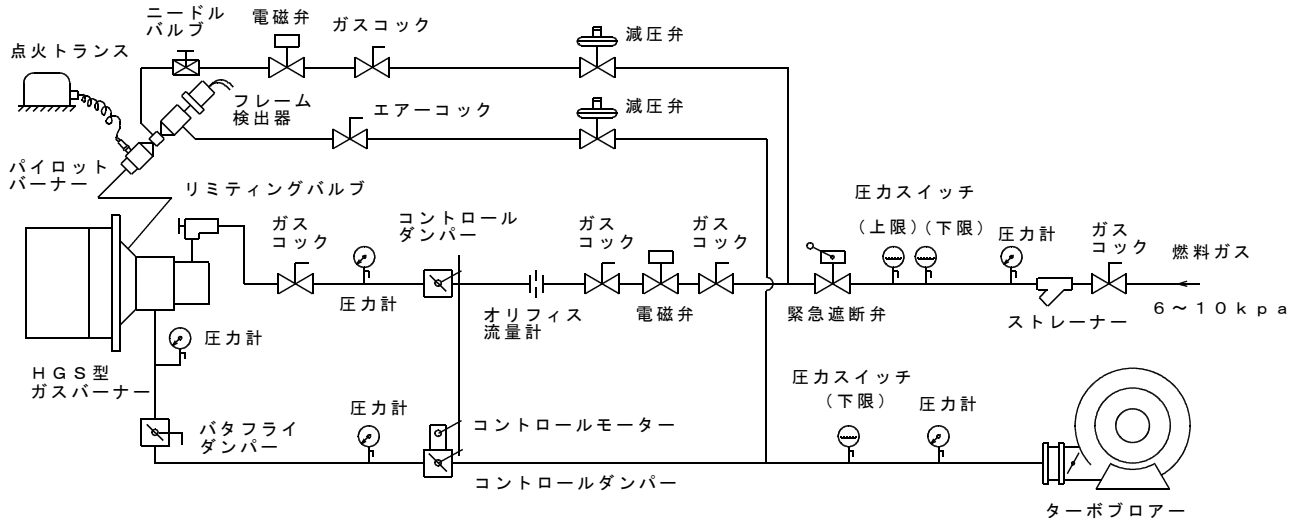 ニードル
バルブ
電磁弁
ガスコック
減圧弁
点火トランス
フレーム
検出器
エアーコック
減圧弁
パイロット
バーナー
リミティングバルブ
ガス
コック
圧力計
コントロール
ダンパー
オリフィス
流量計
ガス
コック
電磁弁
ガス
コック
緊急遮断弁
圧力スイッチ
(上限)(下限)
圧力計
ガス
コック
燃料ガス
6~10kpa
ストレーナー
HGS型
ガスバーナー
圧力計
バタフライ
ダンパー
圧力計
コントロールモーター
コントロールダンパー
圧力スイッチ
(下限)
圧力計
ターボブロアー